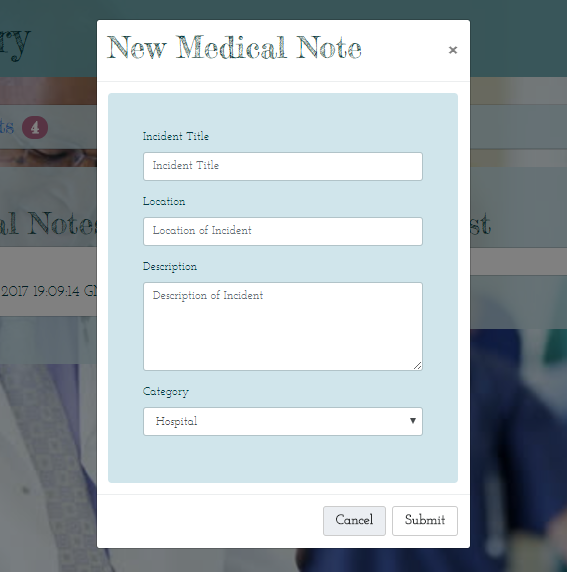 New Medical Note
×
Incident Title
Incident Title
Location
Location of Incident
Description
Description of Incident
Category
Hospital
Cancel Submit
ry
ts 4
al Notes
st
2017 19:09:14 G